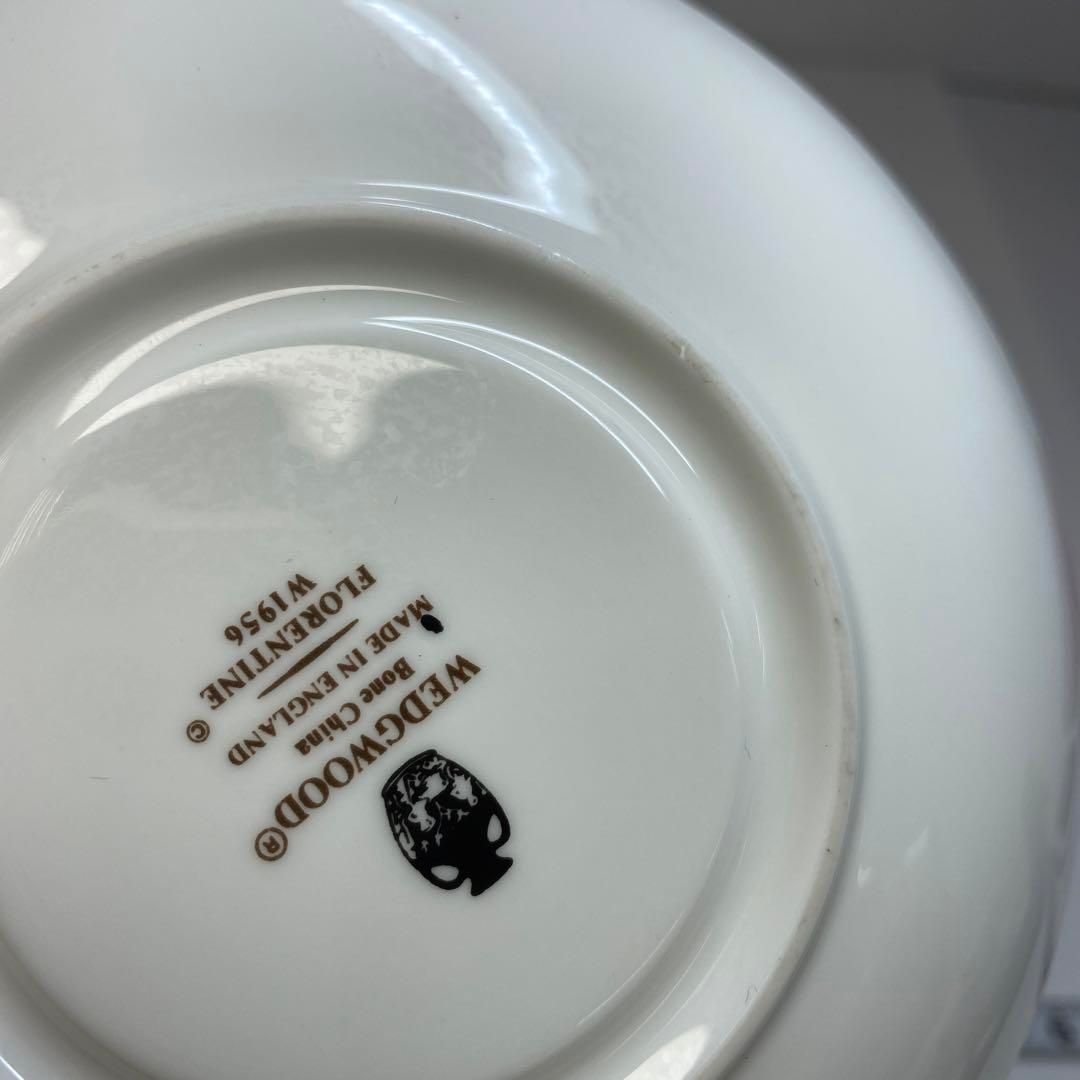 WEDGWOOD®
Bone China
MADE IN ENGLAND
FLORENTINE ©
W1956